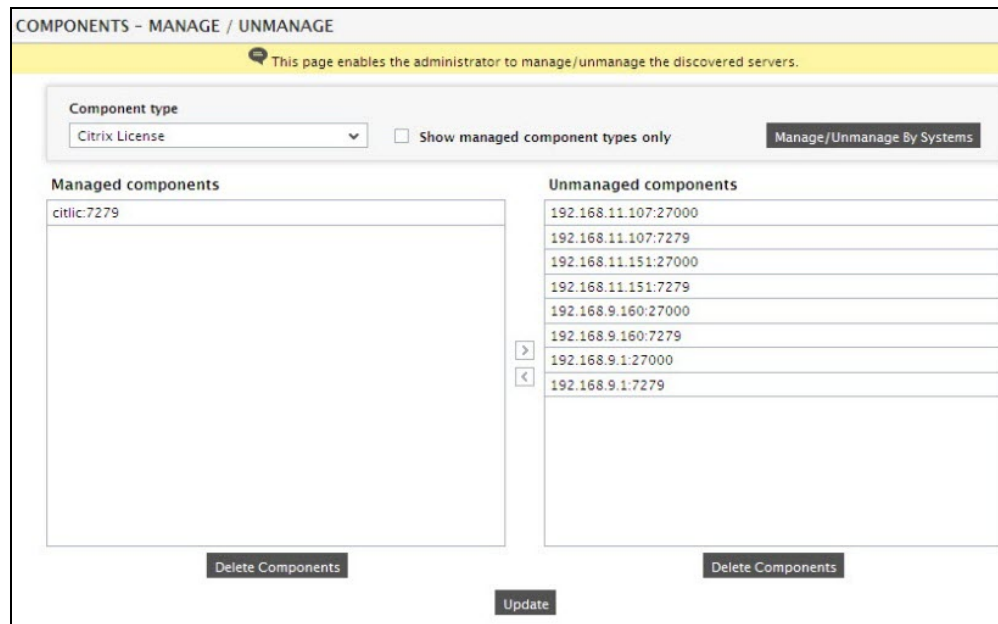 COMPONENTS - MANAGE / UNMANAGE
This page enables the administrator to manage/unmanage the discovered servers.
Component type
Citrix License
Show managed component types only
Manage/Unmanage By Systems
Managed components
citlic:7279
Unmanaged components
192.168.11.107:27000
192.168.11.107:7279
192.168.11.151:27000
192.168.11.151:7279
192.168.9.160:27000
192.168.9.160:7279
192.168.9.1:27000
192.168.9.1:7279
>
<
Delete Components
Delete Components
Update